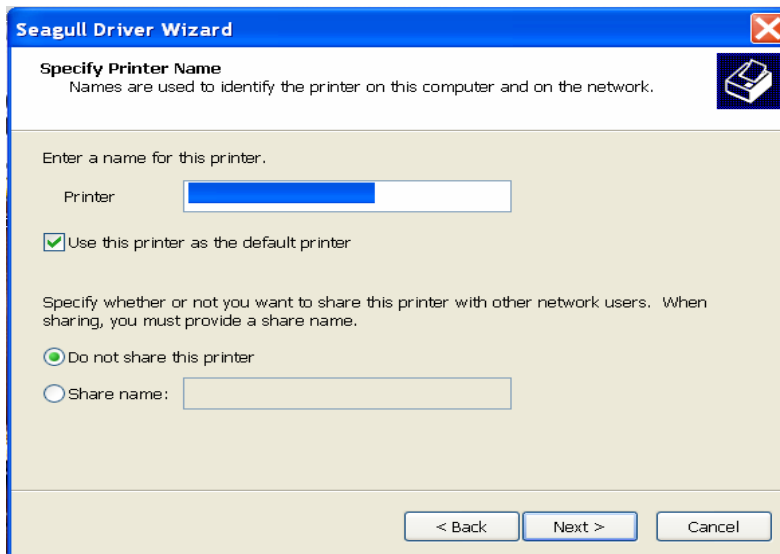 Seagull Driver Wizard
Specify Printer Name
Names are used to identify the printer on this computer and on the network.
Enter a name for this printer.
Printer
Use this printer as the default printer
Specify whether or not you want to share this printer with other network users. When
sharing, you must provide a share name.
Do not share this printer
Share name:
< Back
Next >
Cancel